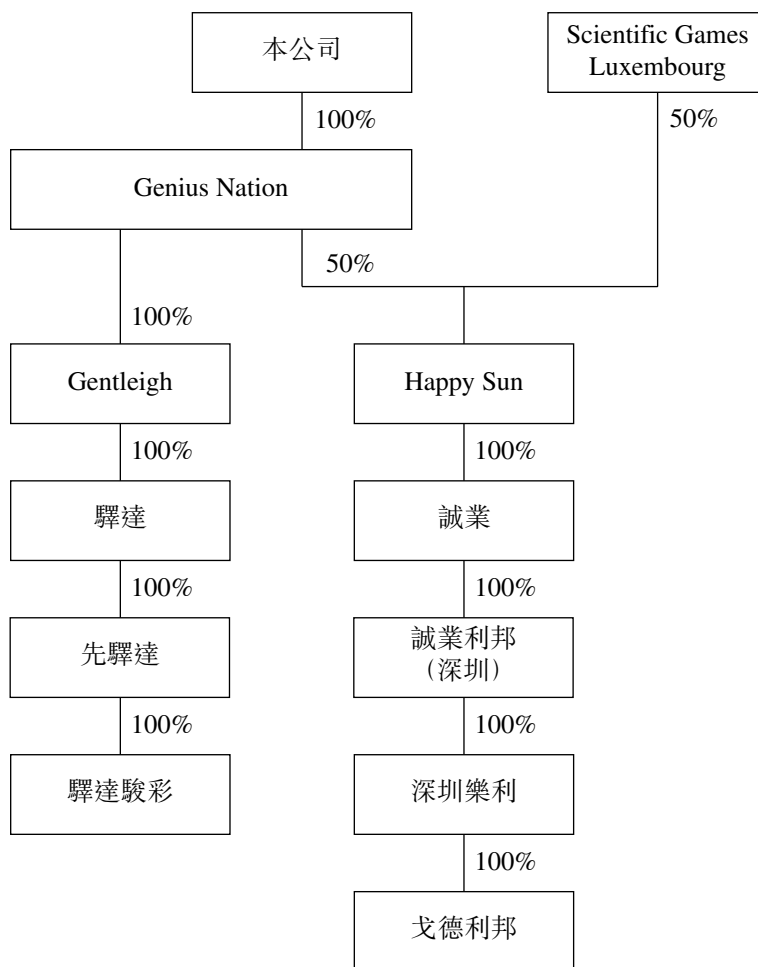 本公司
Scientific Games
Luxembourg
100%
50%
Genius Nation
50%
100%
Gentleigh
Happy Sun
100%
100%
驛達
誠業
100%
100%
先驛達
誠業利邦
（深圳）
100%
100%
驛達駿彩
深圳樂利
100%
戈德利邦